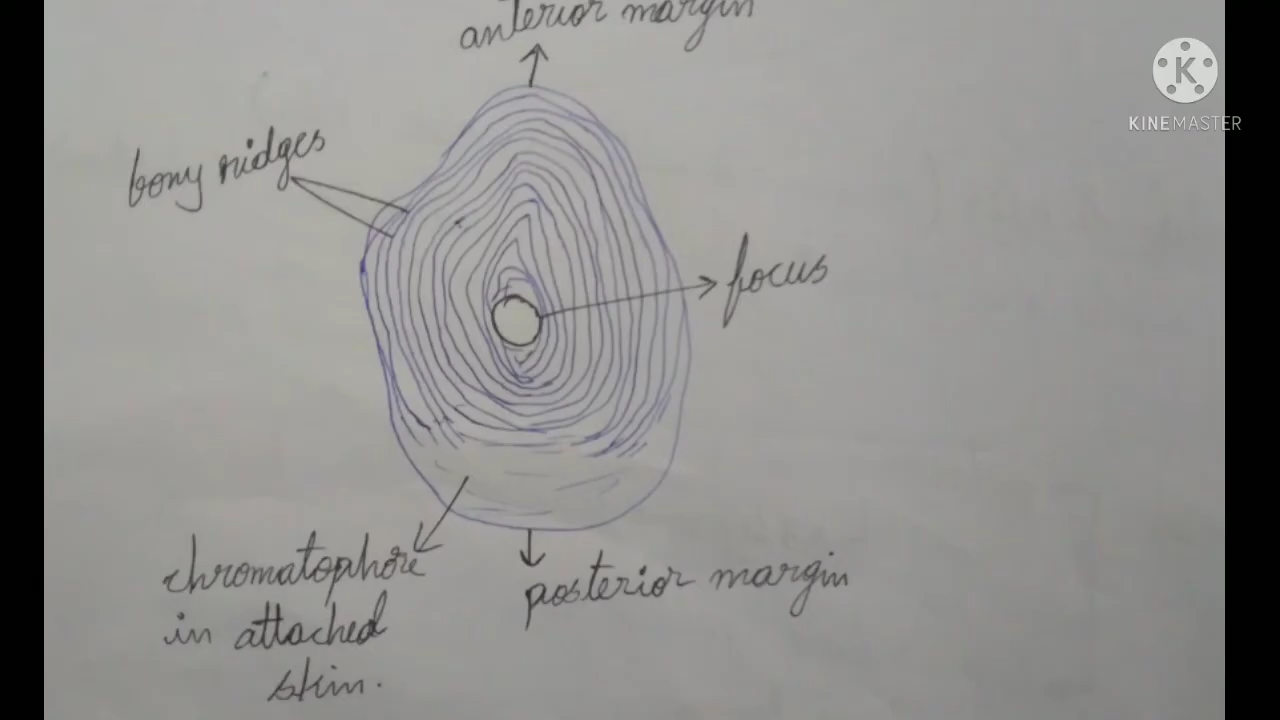 anterior margin
bony ridges
K
KINEMASTER
focus
chromatophore
in attached
skin.
posterior margin